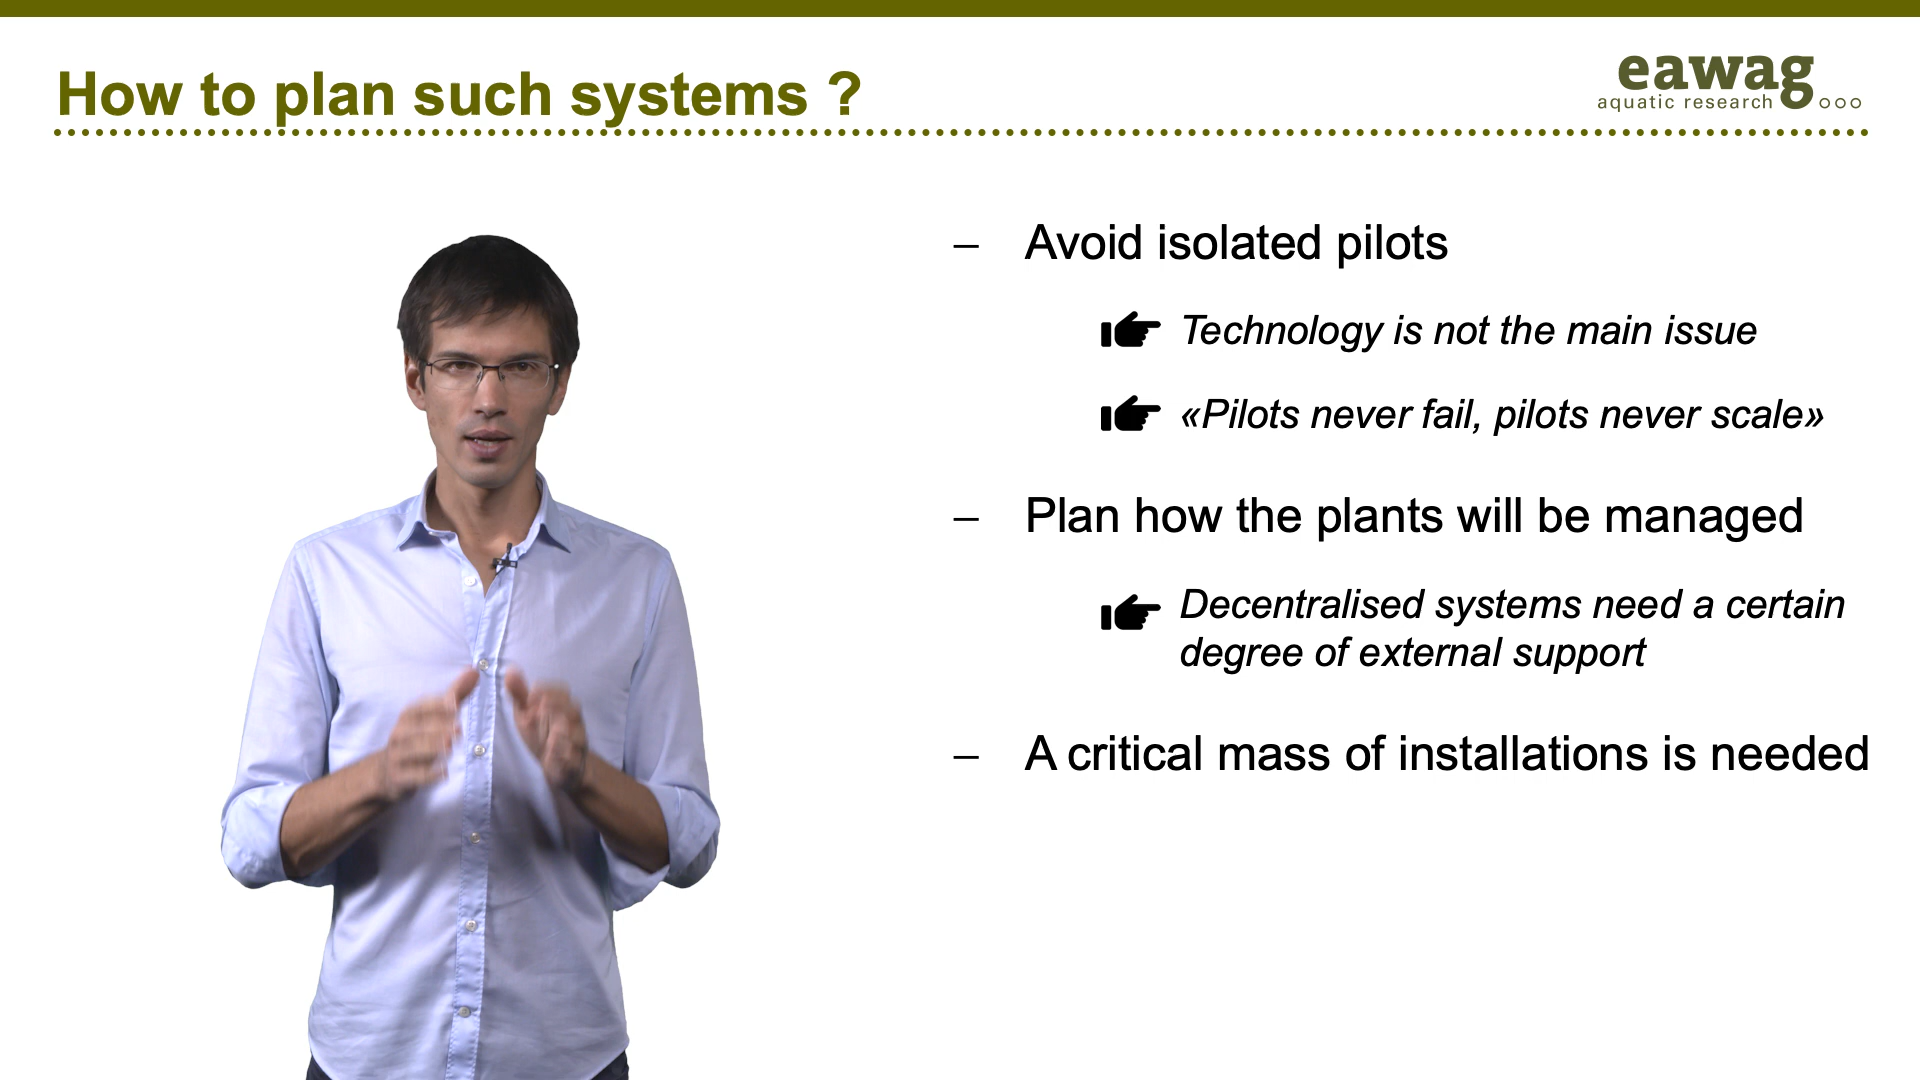 How to plan such systems ?
eawag
aquatic research
– Avoid isolated pilots
Technology is not the main issue
«Pilots never fail, pilots never scale»
– Plan how the plants will be managed
Decentralised systems need a certain
degree of external support
– A critical mass of installations is needed